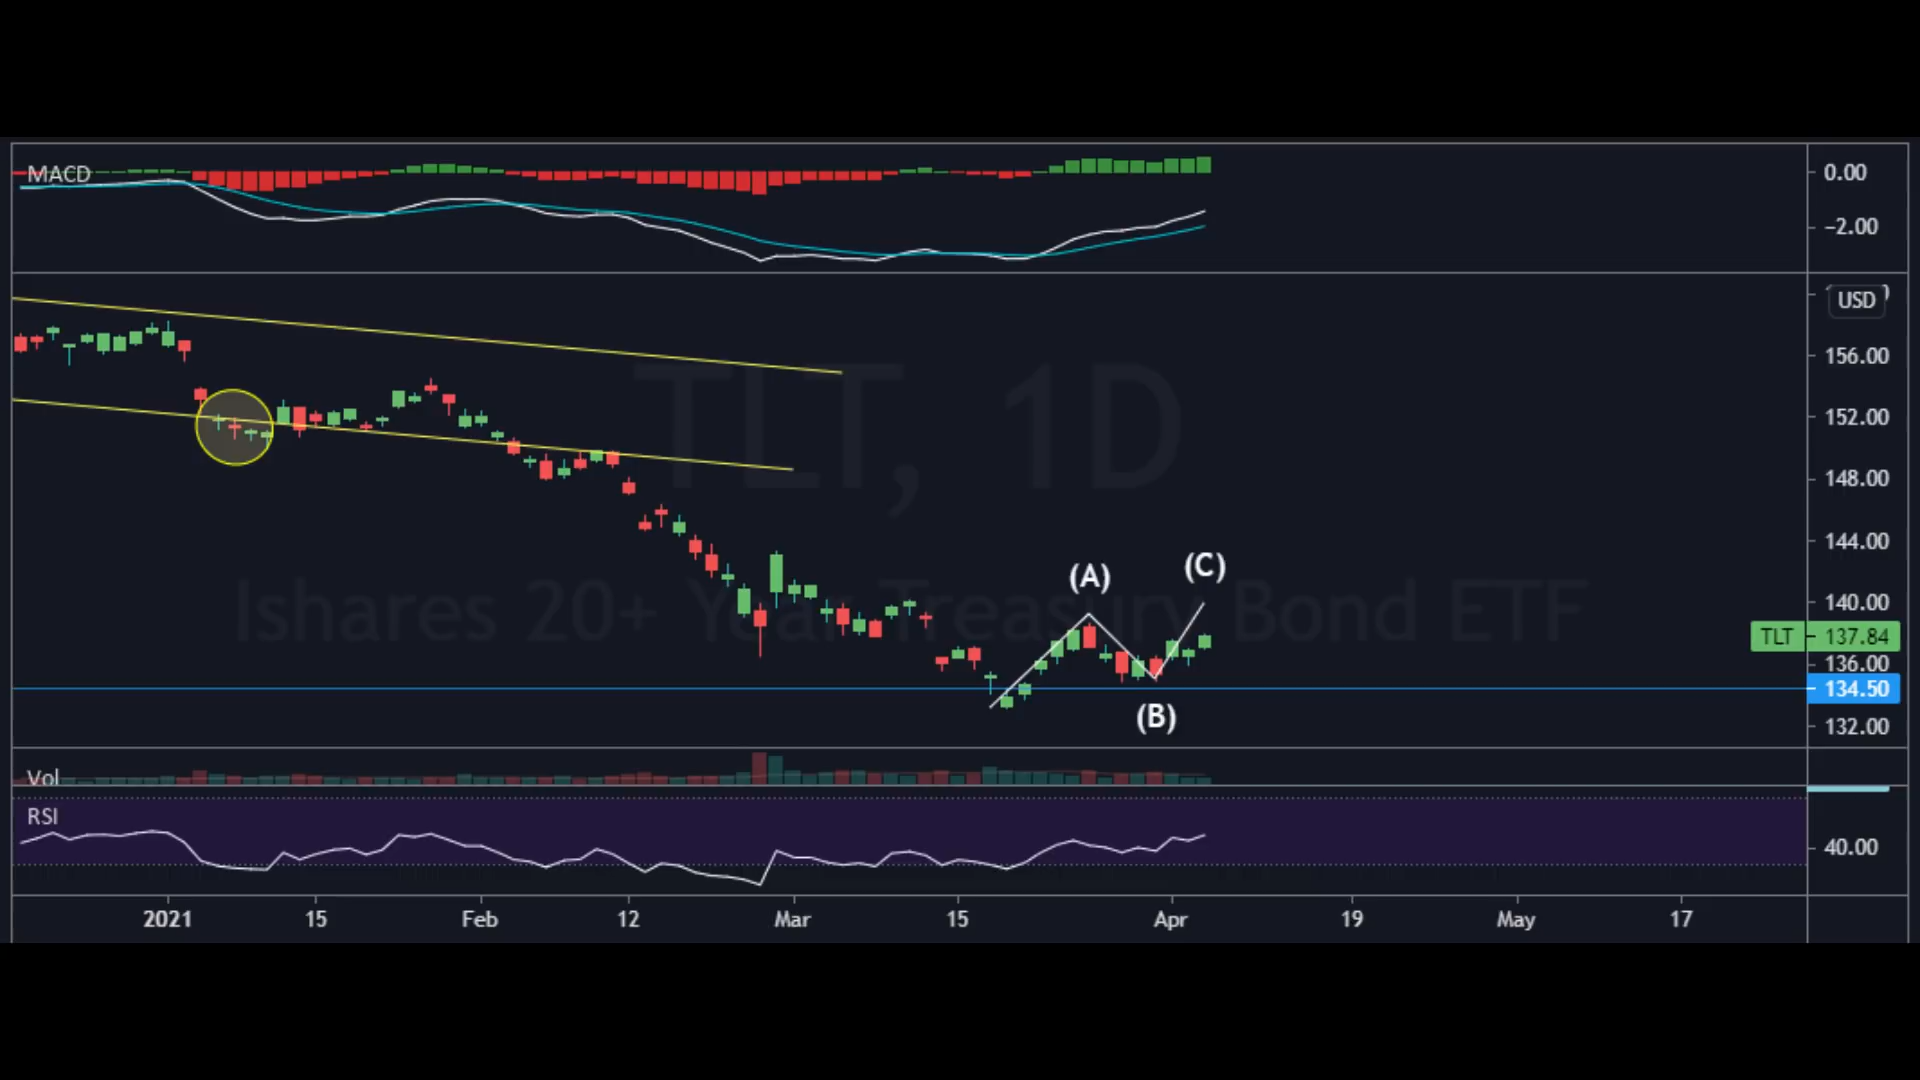 MACD
0.00
-2.00
USD
156.00
152.00
148.00
144.00
140.00
TLT 137.84
136.00
134.50
132.00
TLT, 1D
Ishares 20+ Year Treasury Bond ETF
(A)
(C)
(B)
Vol
RSI
40.00
2021 15 Feb 12 Mar 15 Apr 19 May 17